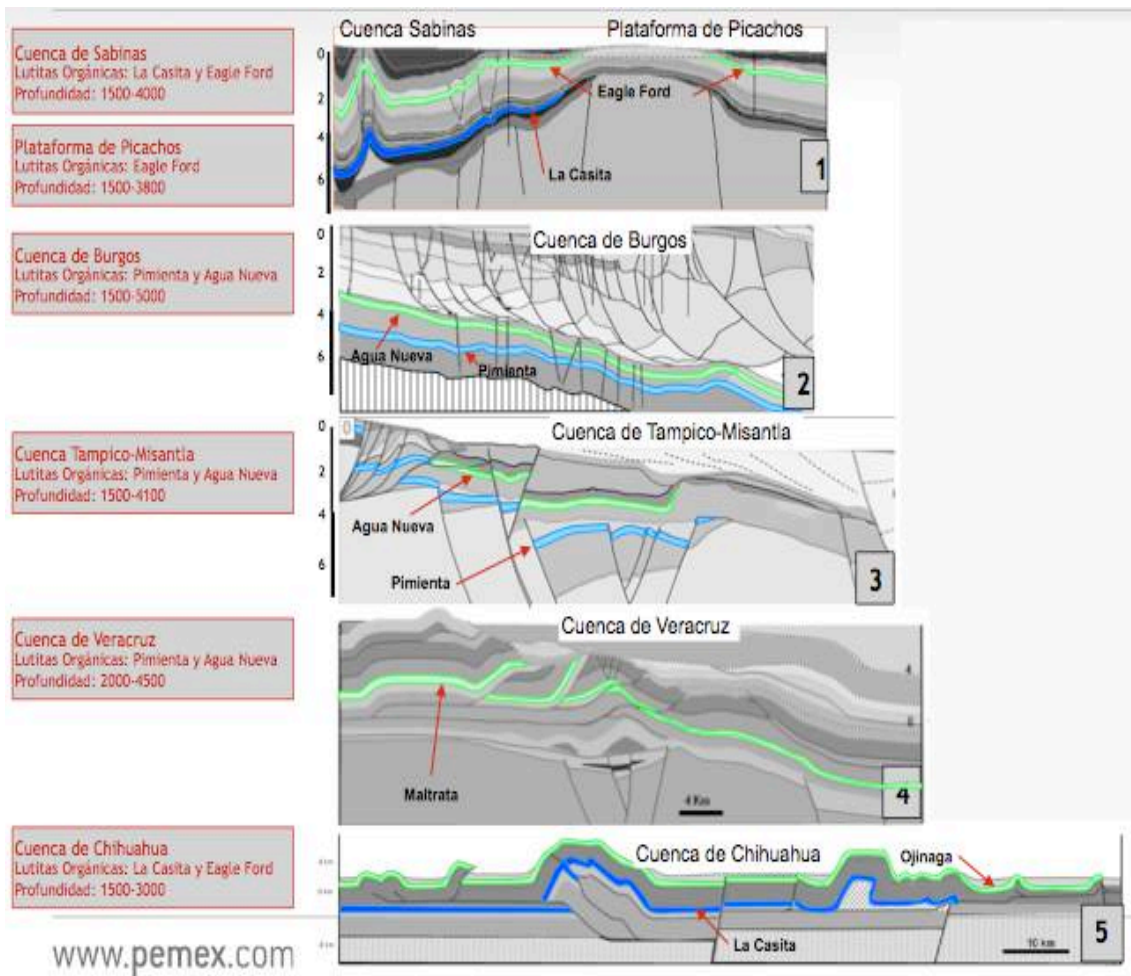 Cuenca de Sabinas
Lutitas Orgánicas: La Casita y Eagle Ford
Profundidad: 1500-4000
Plataforma de Picachos
Lutitas Orgánicas: Eagle Ford
Profundidad: 1500-3800
Cuenca Sabinas
Plataforma de Picachos
0
2
4
6
Eagle Ford
La Casita
1
Cuenca de Burgos
Lutitas Orgánicas: Pimienta y Agua Nueva
Profundidad: 1500-5000
Cuenca de Burgos
0
2
4
6
Agua Nueva
Pimienta
2
Cuenca Tampico-Misantla
Lutitas Orgánicas: Pimienta y Agua Nueva
Profundidad: 1500-4100
Cuenca de Tampico-Misantla
0
0
2
4
6
Agua Nueva
Pimienta
3
Cuenca de Veracruz
Lutitas Orgánicas: Pimienta y Agua Nueva
Profundidad: 2000-4500
Cuenca de Veracruz
4
Maltrata
4 Kms
4
Cuenca de Chihuahua
Lutitas Orgánicas: La Casita y Eagle Ford
Profundidad: 1500-3000
Cuenca de Chihuahua
Ojinaga
La Casita
10 kms
5
www.pemex.com